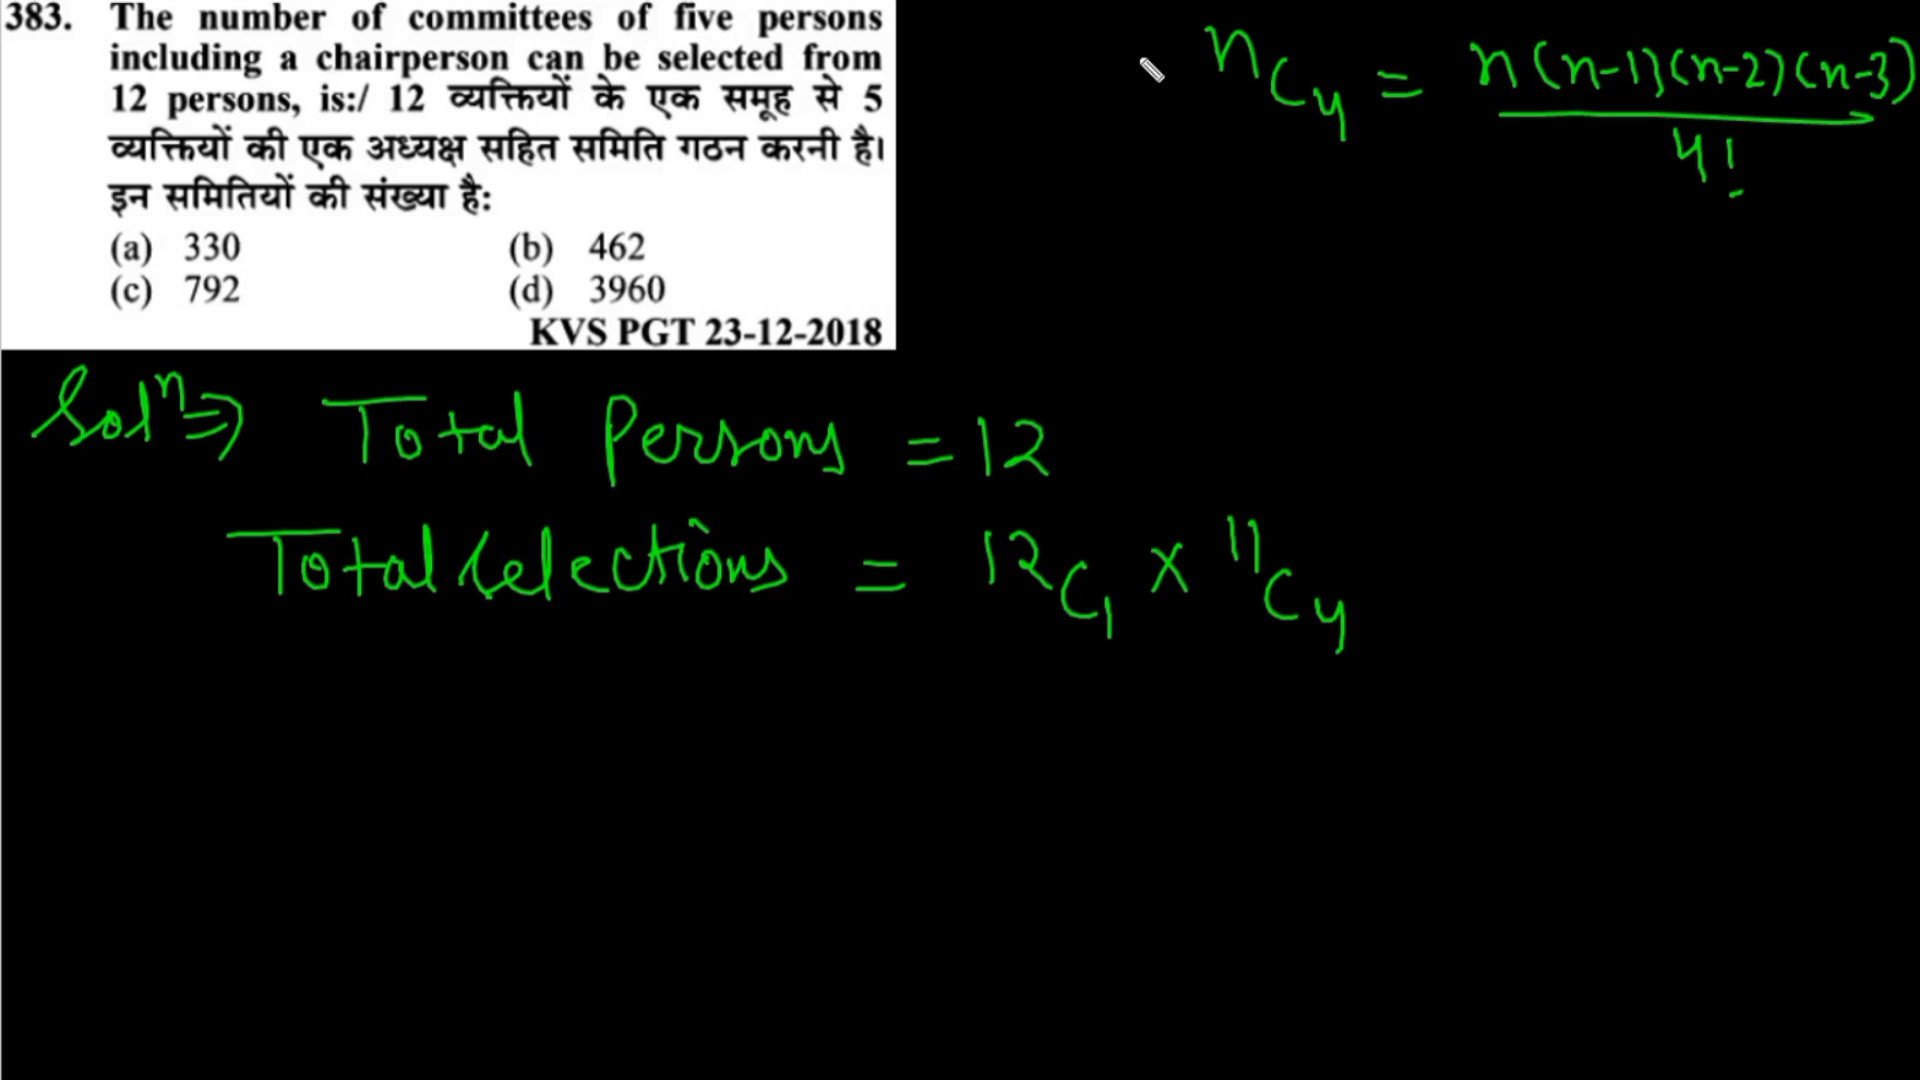 383. The number of committees of five persons
including a chairperson can be selected from
12 persons, is:/ 12 व्यक्तियों के एक समूह से 5
व्यक्तियों की एक अध्यक्ष सहित समिति गठन करनी है।
इन समितियों की संख्या है:
(a) 330 (b) 462
(c) 792 (d) 3960
KVS PGT 23-12-2018
nC4 = n(n-1)(n-2)(n-3)
4!
Solⁿ ⇒ Total Persons = 12
Total selections = 12C1 × 11C4